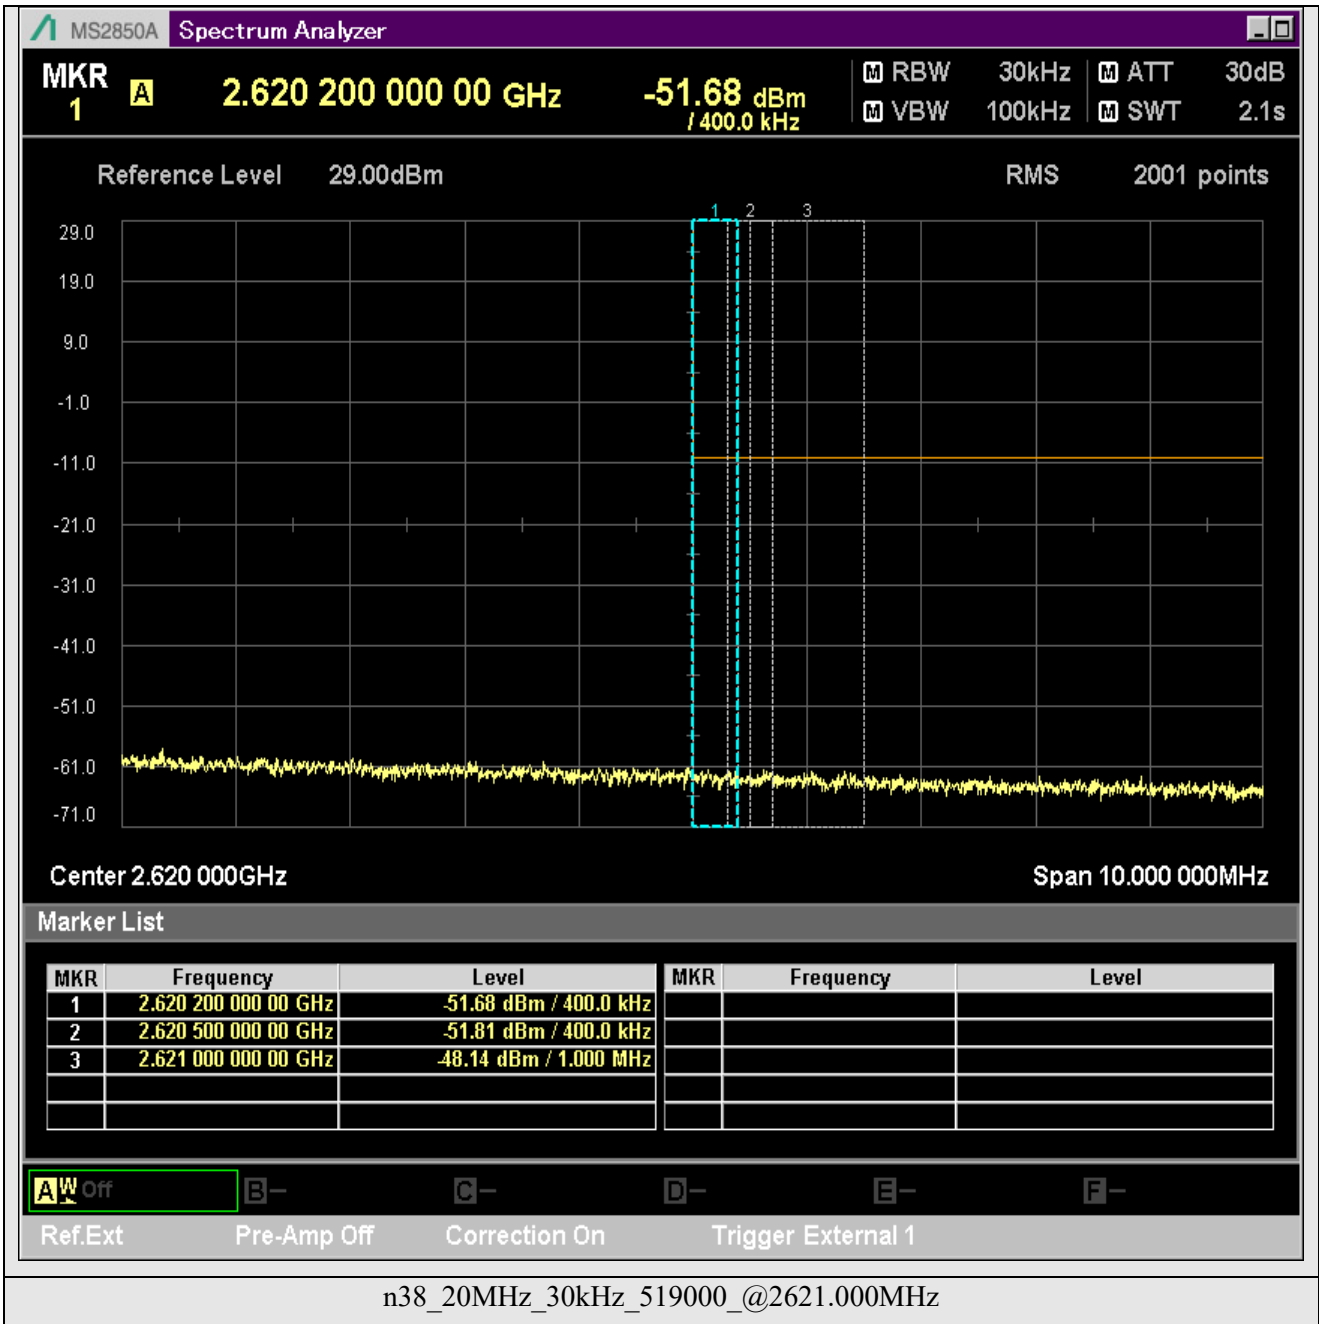 MS2850A Spectrum Analyzer
MKR 1 A 2.620 200 000 00 GHz -51.68 dBm / 400.0 kHz
M RBW 30kHz M ATT 30dB
M VBW 100kHz M SWT 2.1s
Reference Level 29.00dBm RMS 2001 points
1 2 3
29.0
19.0
9.0
-1.0
-11.0
-21.0
-31.0
-41.0
-51.0
-61.0
-71.0
Center 2.620 000GHz Span 10.000 000MHz
Marker List
MKR Frequency Level MKR Frequency Level
1 2.620 200 000 00 GHz -51.68 dBm / 400.0 kHz
2 2.620 500 000 00 GHz -51.81 dBm / 400.0 kHz
3 2.621 000 000 00 GHz -48.14 dBm / 1.000 MHz
A W Off B - C - D - E - F -
Ref.Ext Pre-Amp Off Correction On Trigger External 1
n38_20MHz_30kHz_519000_@2621.000MHz